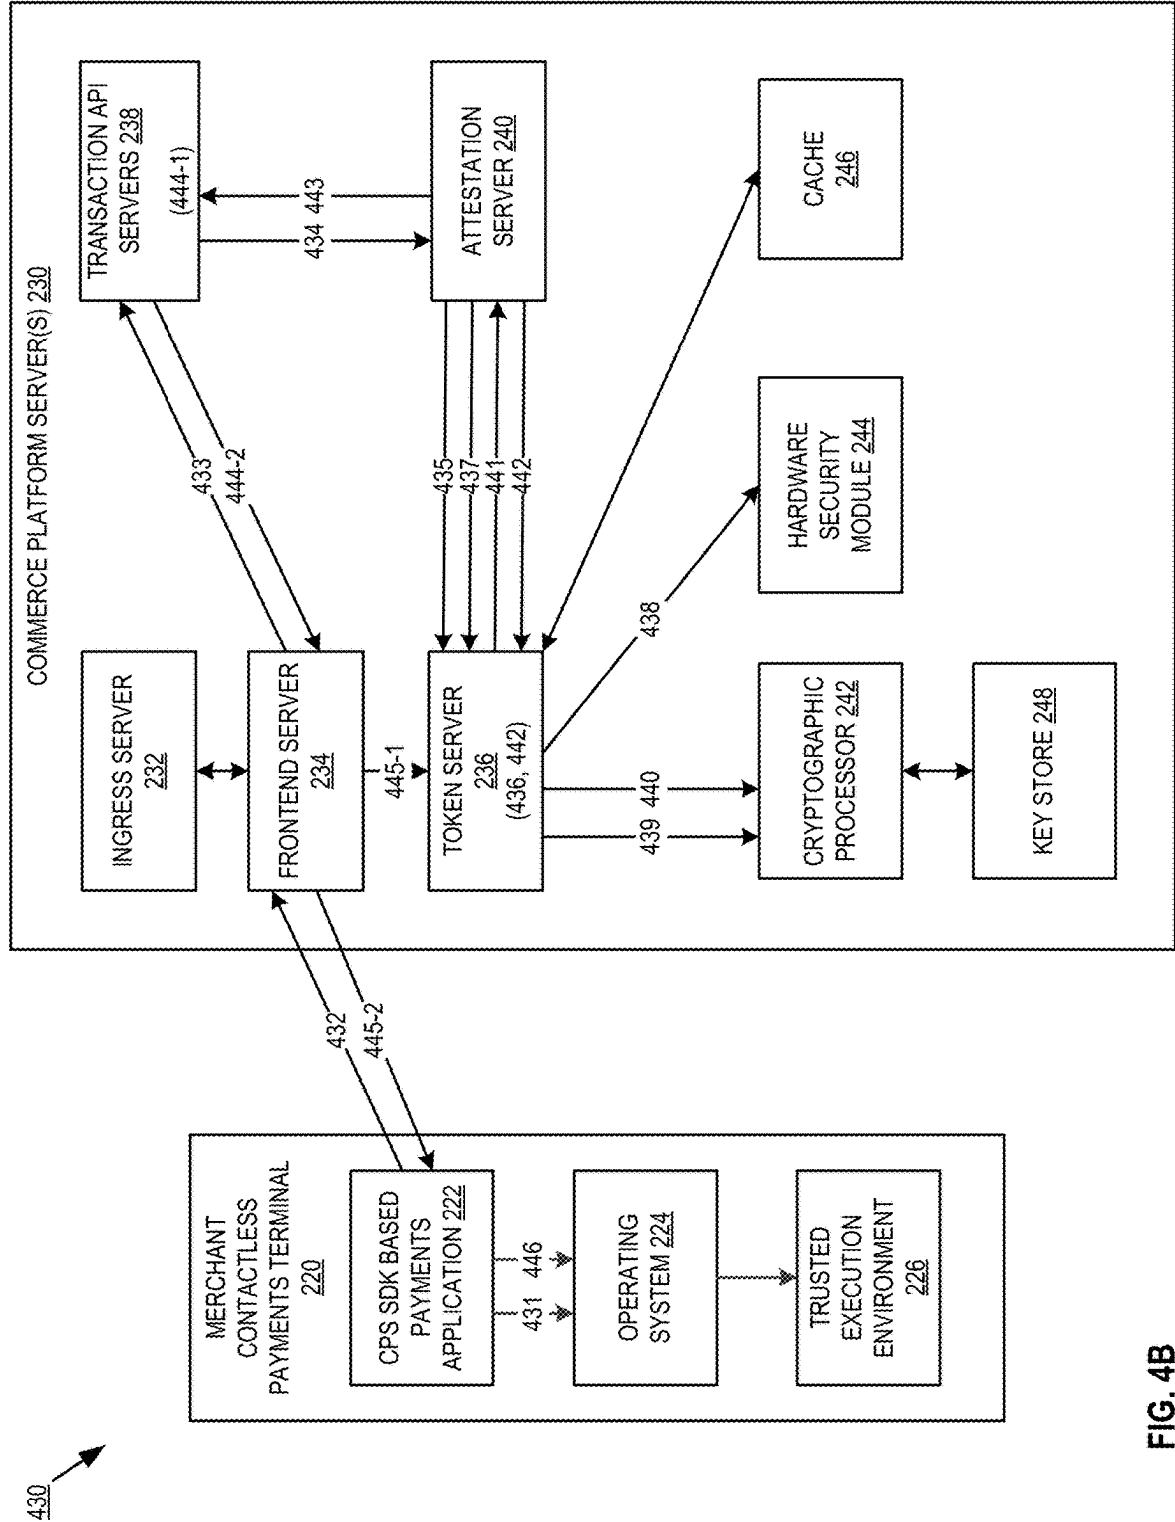 430
COMMERCE PLATFORM SERVER(S) 230
MERCHANT
CONTACTLESS
PAYMENTS TERMINAL
220
CPS SDK BASED
PAYMENTS
APPLICATION 222
431
446
OPERATING
SYSTEM 224
TRUSTED
EXECUTION
ENVIRONMENT
226
432
445-2
INGRESS SERVER
232
FRONTEND SERVER
234
445-1
TOKEN SERVER
236
(436, 442)
439
440
438
CRYPTOGRAPHIC
PROCESSOR 242
KEY STORE 248
433
444-2
435
437
441
442
HARDWARE
SECURITY
MODULE 244
TRANSACTION API
SERVERS 238
(444-1)
434
443
ATTESTATION
SERVER 240
CACHE
246
FIG. 4B